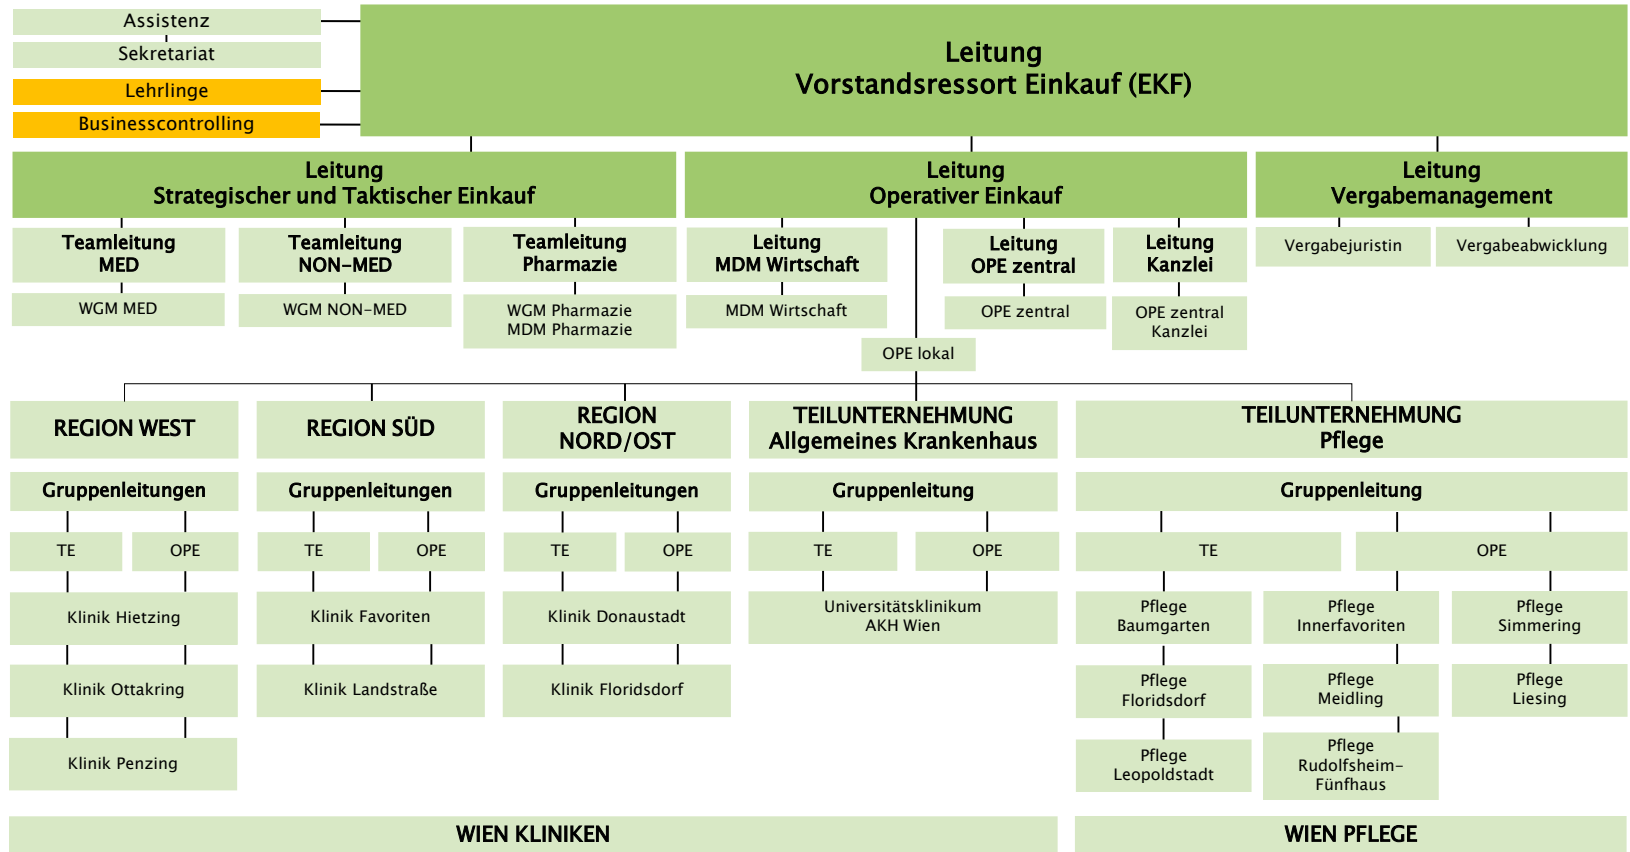 Assistenz
Sekretariat
Lehrlinge
Businesscontrolling
Leitung
Vorstandsressort Einkauf (EKF)
Leitung
Strategischer und Taktischer Einkauf
Leitung
Operativer Einkauf
Leitung
Vergabemanagement
Teamleitung
MED
Teamleitung
NON-MED
Teamleitung
Pharmazie
Leitung
MDM Wirtschaft
Leitung
OPE zentral
Leitung
Kanzlei
Vergabejuristin
Vergabeabwicklung
WGM MED
WGM NON-MED
WGM Pharmazie
MDM Pharmazie
MDM Wirtschaft
OPE zentral
OPE zentral
Kanzlei
OPE lokal
REGION WEST
REGION SÜD
REGION
NORD/OST
TEILUNTERNEHMUNG
Allgemeines Krankenhaus
TEILUNTERNEHMUNG
Pflege
Gruppenleitungen
Gruppenleitungen
Gruppenleitungen
Gruppenleitung
Gruppenleitung
TE
OPE
TE
OPE
TE
OPE
TE
OPE
TE
OPE
Klinik Hietzing
Klinik Favoriten
Klinik Donaustadt
Universitätsklinikum
AKH Wien
Pflege
Baumgarten
Pflege
Innerfavoriten
Pflege
Simmering
Klinik Ottakring
Klinik Landstraße
Klinik Floridsdorf
Pflege
Floridsdorf
Pflege
Meidling
Pflege
Liesing
Klinik Penzing
Pflege
Leopoldstadt
Pflege
Rudolfsheim-
Fünfhaus
WIEN KLINIKEN
WIEN PFLEGE